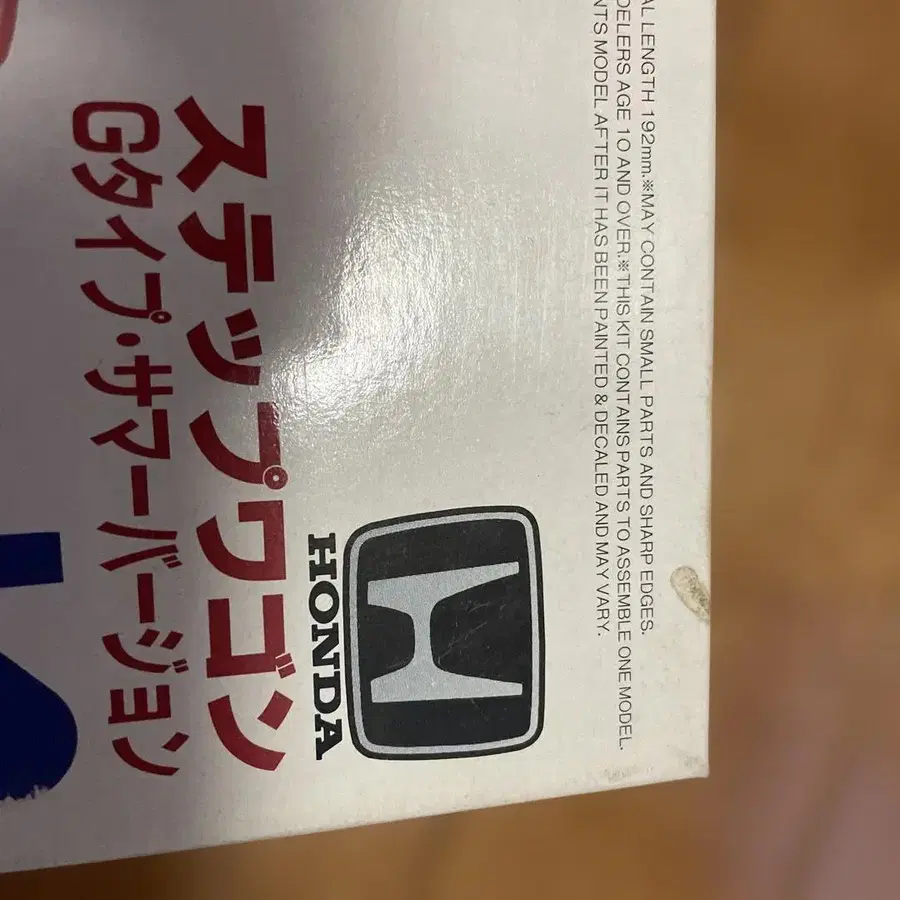 AL LENGTH 192mm.※MAY CONTAIN SMALL PARTS AND SHARP EDGES.
DELERS AGE 10 AND OVER.※THIS KIT CONTAINS PARTS TO ASSEMBLE ONE MODEL.
NTS MODEL AFTER IT HAS BEEN PAINTED & DECALED AND MAY VARY.
HONDA
ステップワゴン
Gタイプ・サマーバージョン